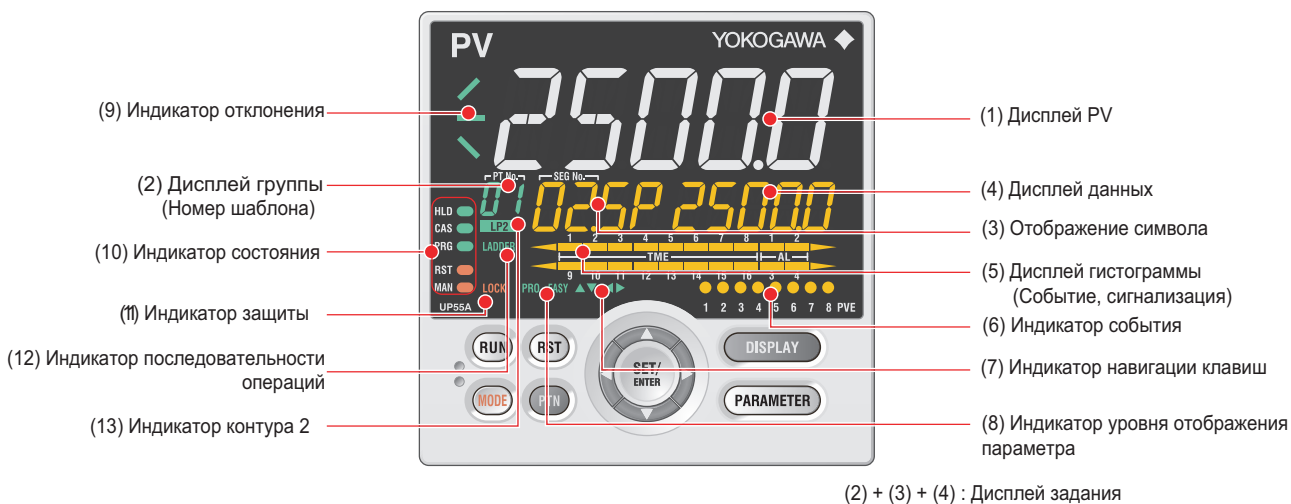 PV
YOKOGAWA
2500.0
(9) Индикатор отклонения
(1) Дисплей PV
PT No.
SEG No.
(2) Дисплей группы
(Номер шаблона)
01
02.SP 2500.0
(4) Дисплей данных
(3) Отображение символа
HLD
CAS
PRG
RST
MAN
LP2
LADDER
LOCK
PRO
EASY
UP55A
1 2 3 4 5 6 7 8 1 2
TME
AL
9 10 11 12 13 14 15 16 3 4
1 2 3 4 5 6 7 8 PVE
(10) Индикатор состояния
(5) Дисплей гистограммы
(Событие, сигнализация)
(11) Индикатор защиты
(6) Индикатор события
(12) Индикатор последовательности
операций
(7) Индикатор навигации клавиш
RUN
RST
MODE
PTN
SET/
ENTER
DISPLAY
PARAMETER
(13) Индикатор контура 2
(8) Индикатор уровня отображения
параметра
(2) + (3) + (4) : Дисплей задания